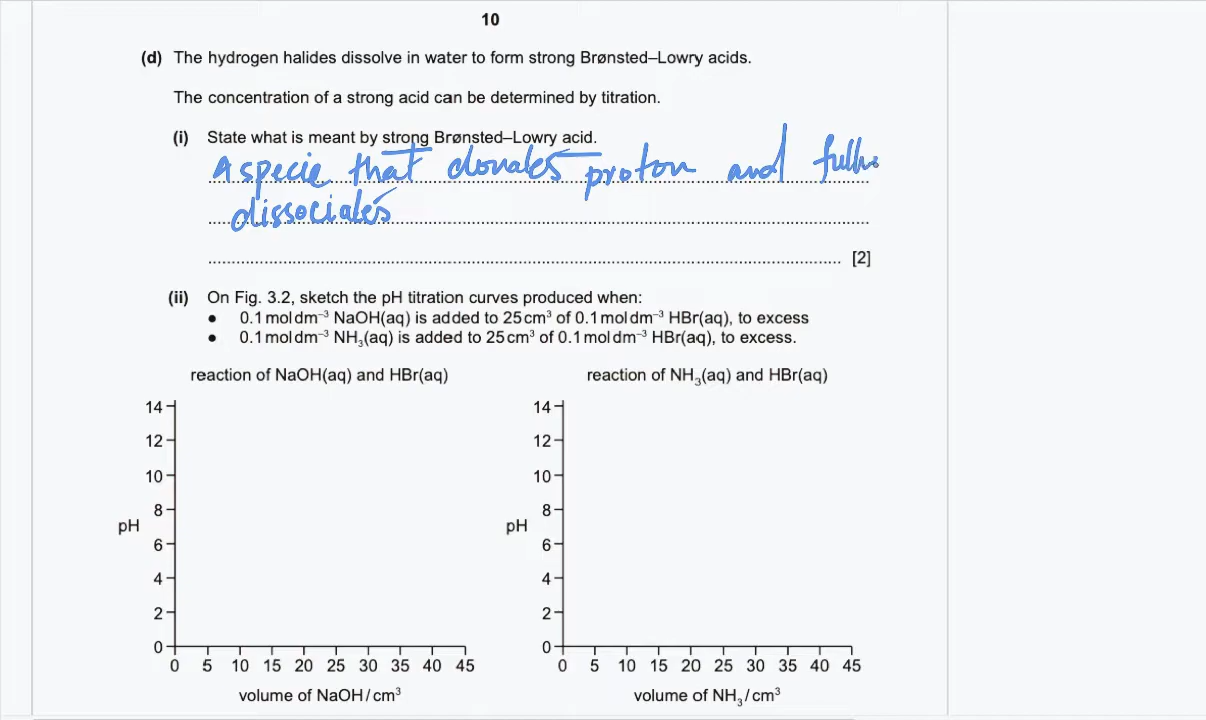 10
(d) The hydrogen halides dissolve in water to form strong Brønsted–Lowry acids.
The concentration of a strong acid can be determined by titration.
(i) State what is meant by strong Brønsted–Lowry acid.
A specie that donates proton and fully
dissociates
[2]
(ii) On Fig. 3.2, sketch the pH titration curves produced when:
• 0.1 mol dm⁻³ NaOH(aq) is added to 25 cm³ of 0.1 mol dm⁻³ HBr(aq), to excess
• 0.1 mol dm⁻³ NH₃(aq) is added to 25 cm³ of 0.1 mol dm⁻³ HBr(aq), to excess.
reaction of NaOH(aq) and HBr(aq)
14
12
10
8
pH
6
4
2
0
0 5 10 15 20 25 30 35 40 45
volume of NaOH / cm³
reaction of NH₃(aq) and HBr(aq)
14
12
10
8
pH
6
4
2
0
0 5 10 15 20 25 30 35 40 45
volume of NH₃ / cm³